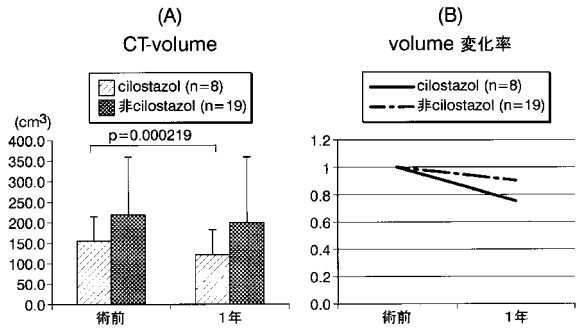 (A)
CT-volume
cilostazol (n=8)
非cilostazol (n=19)
(cm³)
p=0.000219
400.0
350.0
300.0
250.0
200.0
150.0
100.0
50.0
0.0
術前
1年
(B)
volume 変化率
cilostazol (n=8)
非cilostazol (n=19)
1.2
1
0.8
0.6
0.4
0.2
0
術前
1年